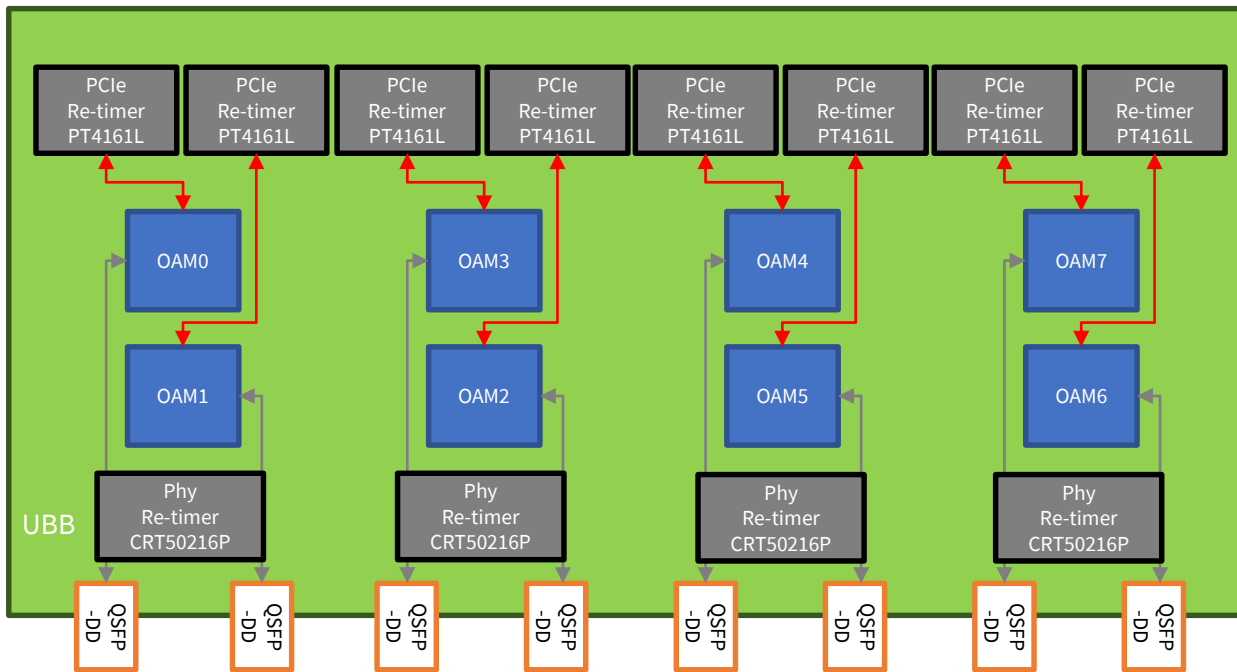 PCIe
Re-timer
PT4161L
PCIe
Re-timer
PT4161L
PCIe
Re-timer
PT4161L
PCIe
Re-timer
PT4161L
PCIe
Re-timer
PT4161L
PCIe
Re-timer
PT4161L
PCIe
Re-timer
PT4161L
PCIe
Re-timer
PT4161L
OAM0
OAM3
OAM4
OAM7
OAM1
OAM2
OAM5
OAM6
UBB
Phy
Re-timer
CRT50216P
Phy
Re-timer
CRT50216P
Phy
Re-timer
CRT50216P
Phy
Re-timer
CRT50216P
QSFP
-DD
QSFP
-DD
QSFP
-DD
QSFP
-DD
QSFP
-DD
QSFP
-DD
QSFP
-DD
QSFP
-DD